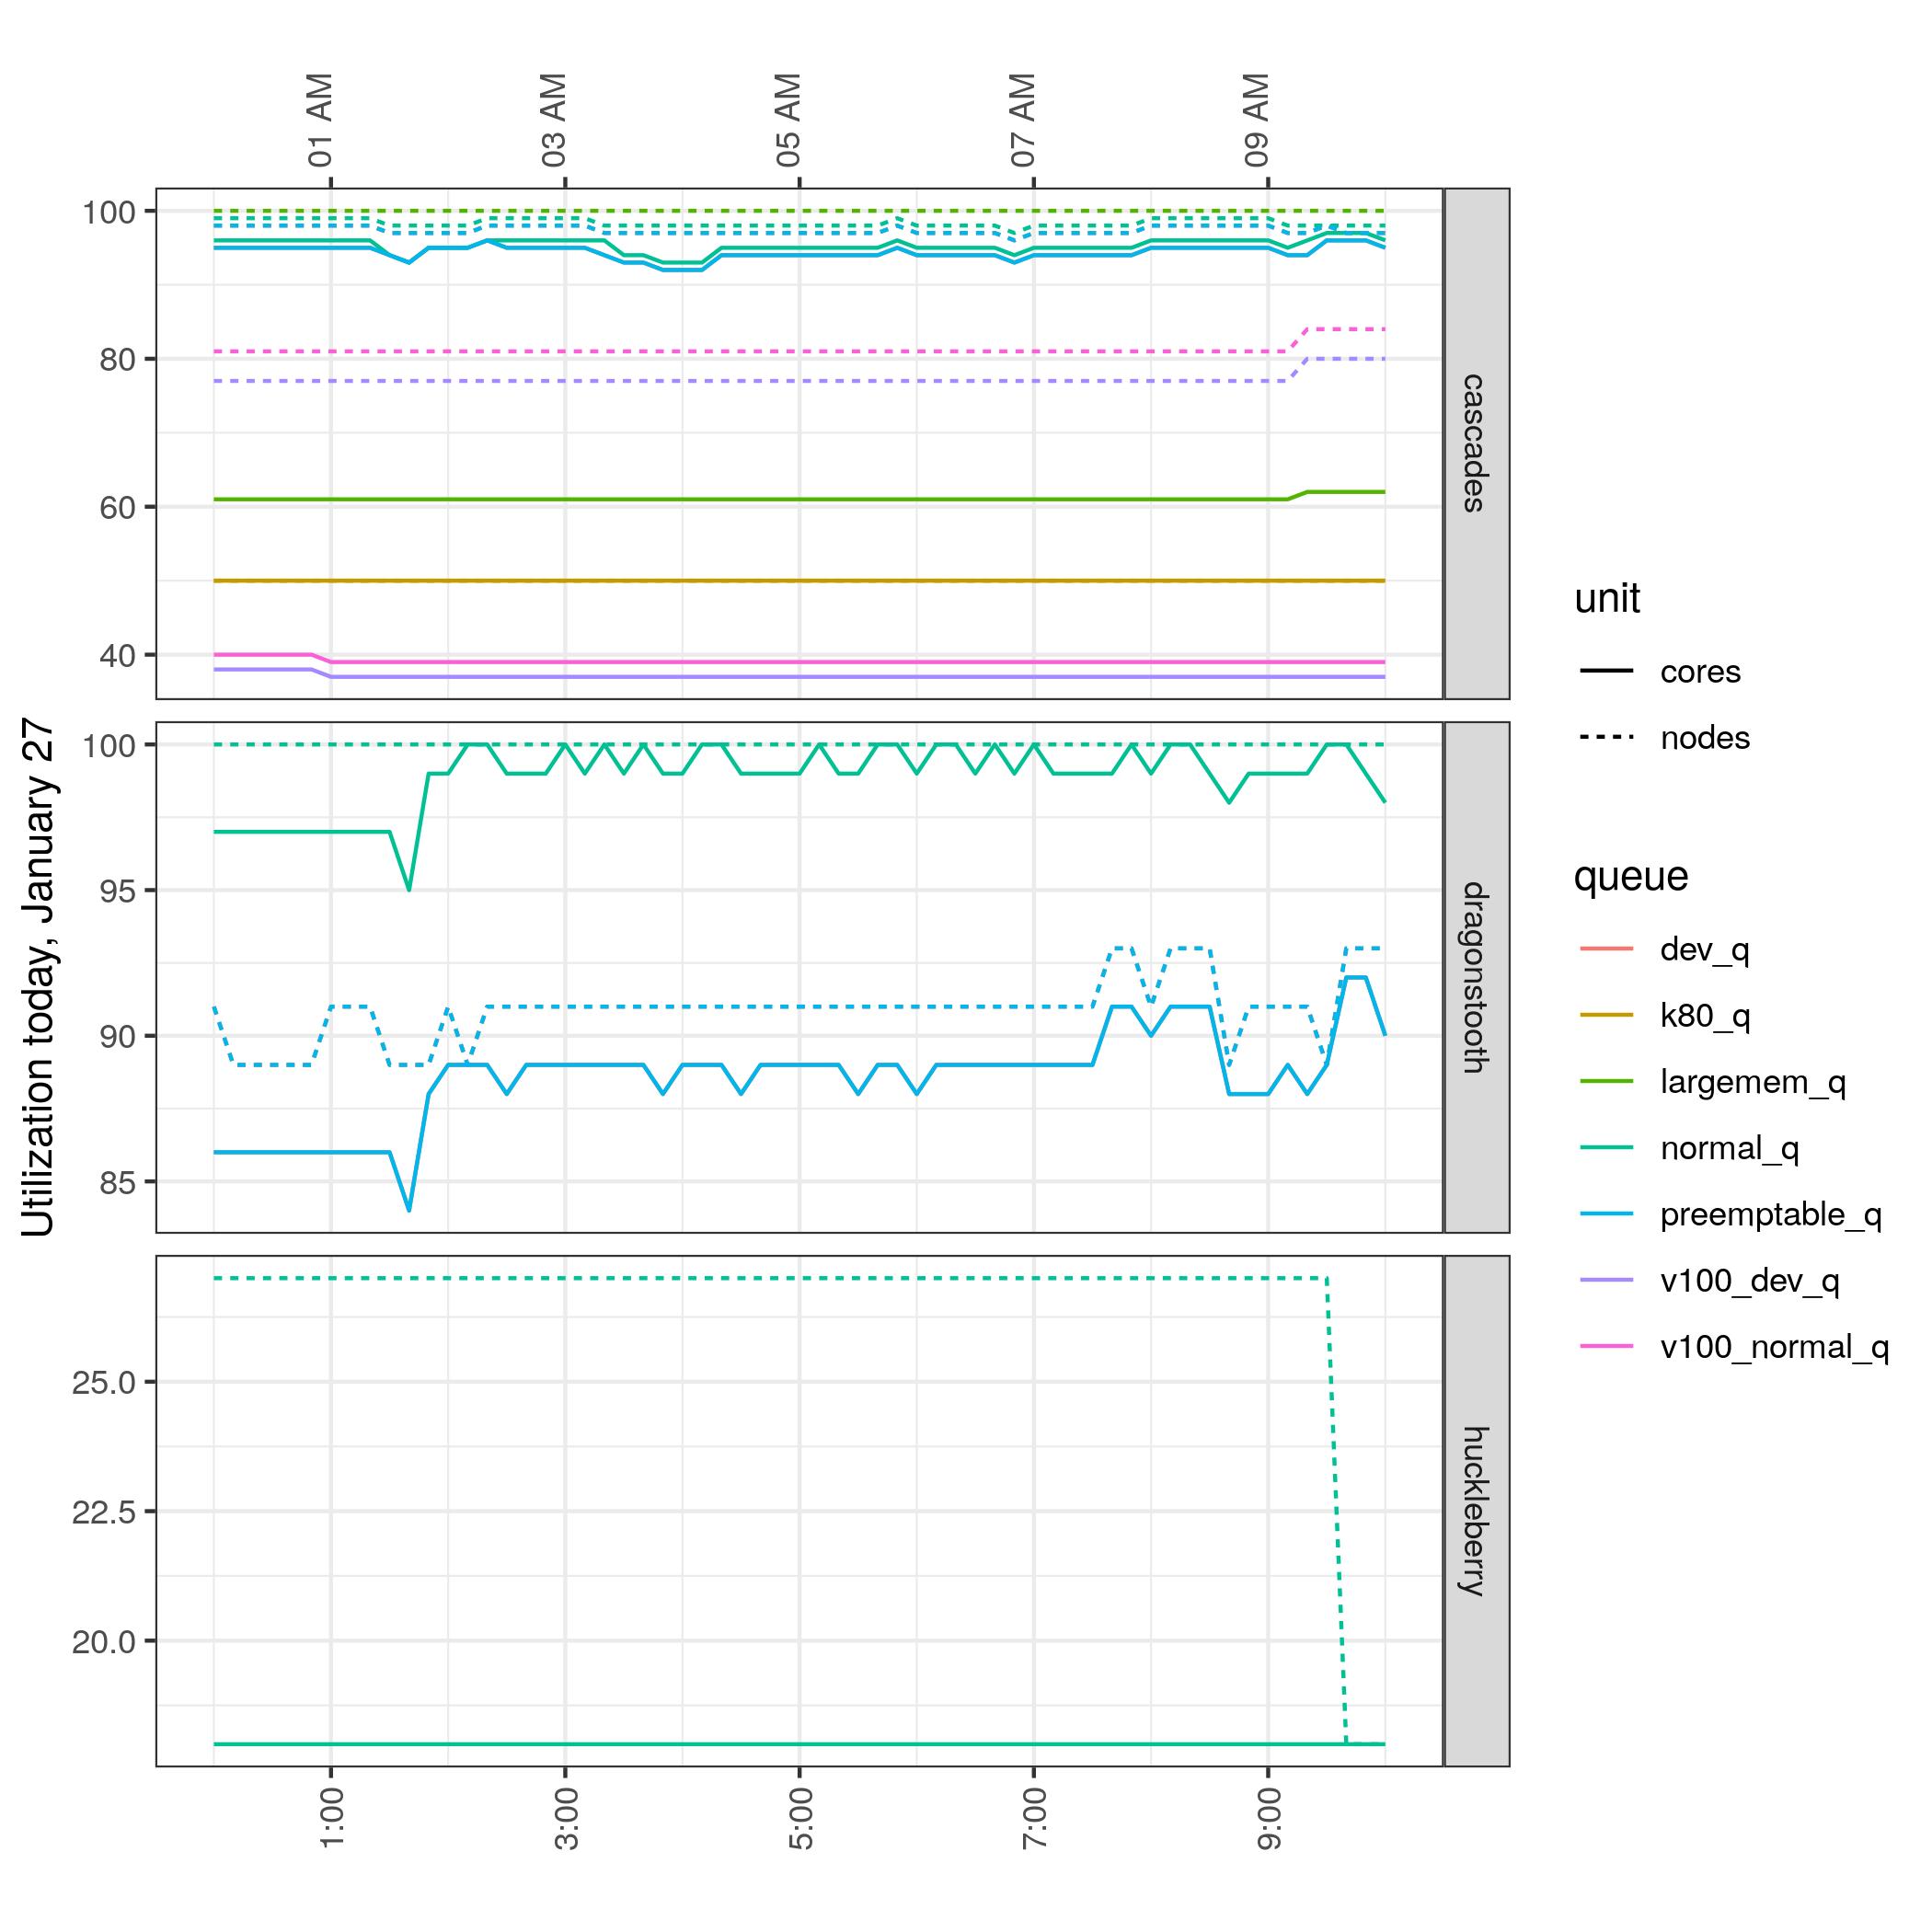 01 AM
03 AM
05 AM
07 AM
09 AM
100
80
60
40
cascades
100
95
90
85
dragonstooth
25.0
22.5
20.0
huckleberry
1:00
3:00
5:00
7:00
9:00
Utilization today, January 27
unit
cores
nodes
queue
dev_q
k80_q
largemem_q
normal_q
preemptable_q
v100_dev_q
v100_normal_q